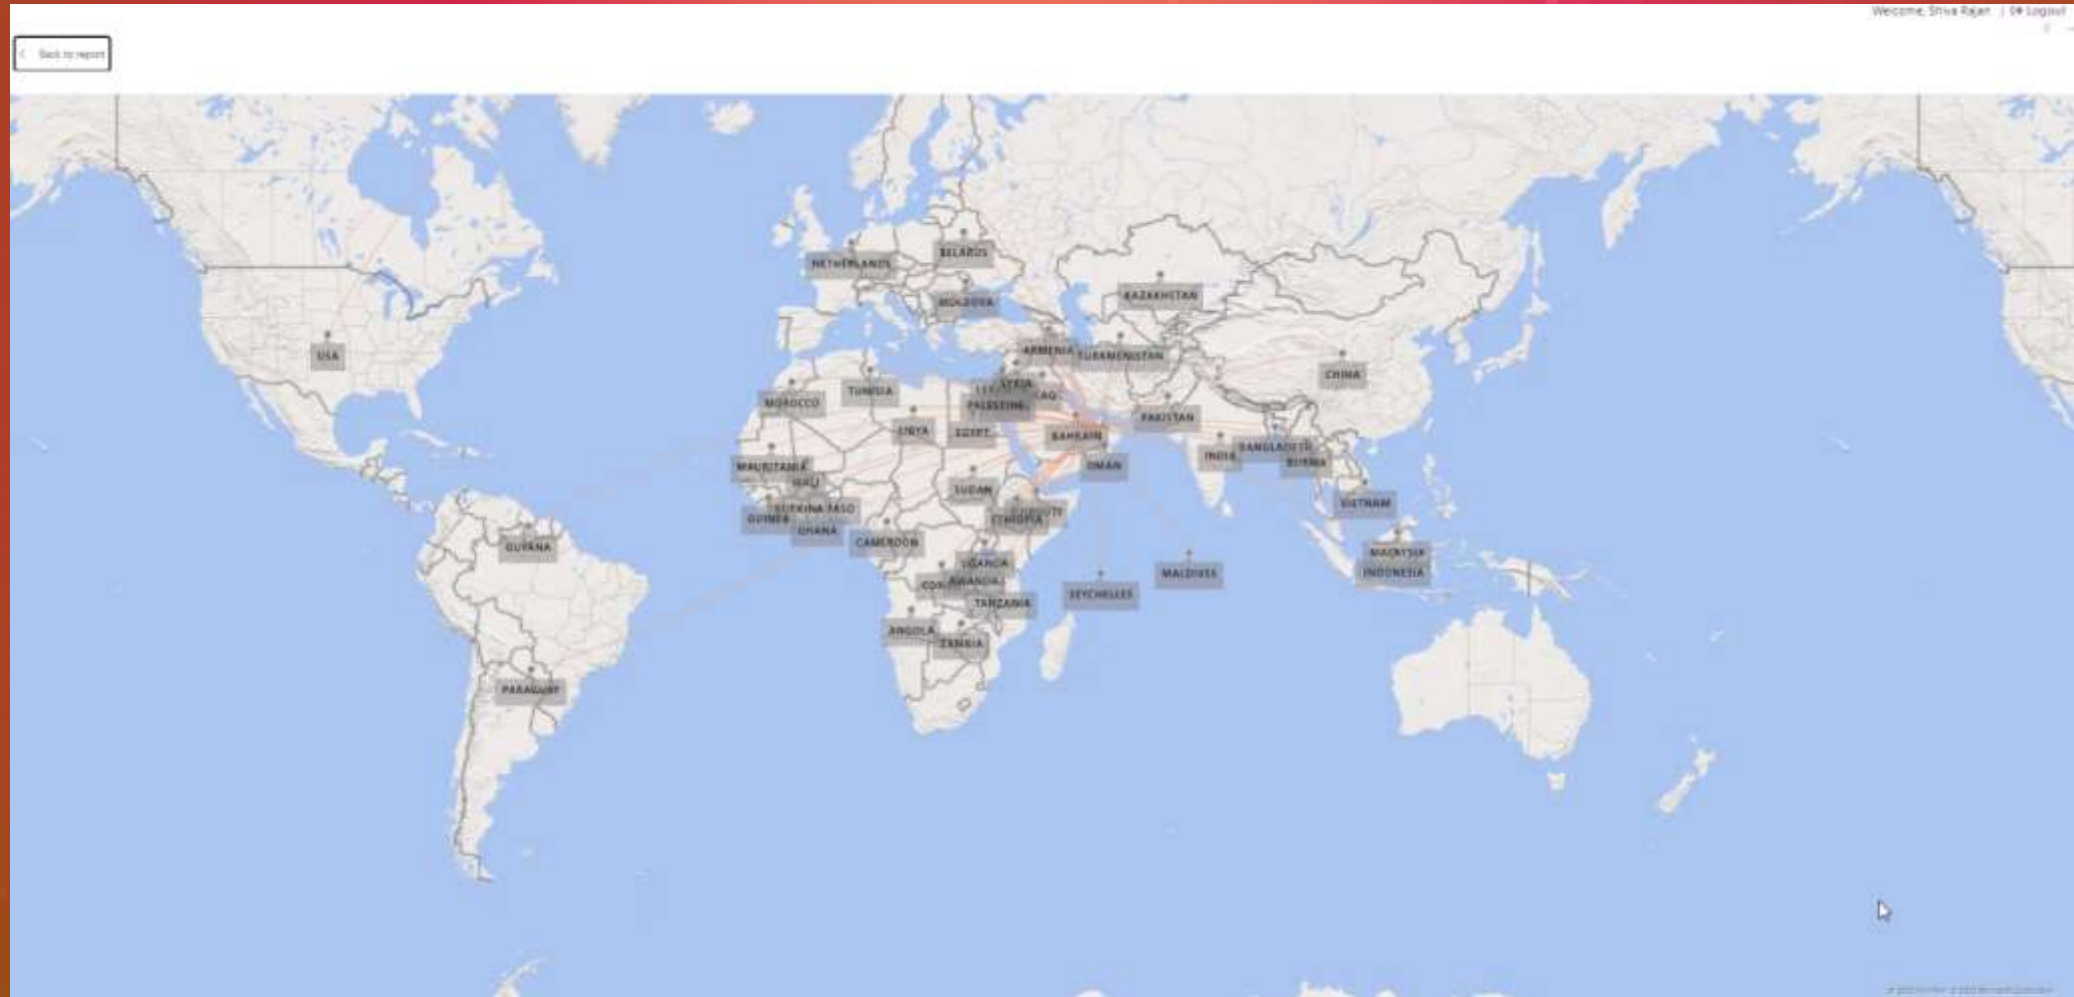 Welcome, Shiva Rajan | Logout
Back to report
BELARUS
NETHERLANDS
KAZAKHSTAN
MOLDOVA
ARMENIA
TURKMENISTAN
USA
CHINA
SYRIA
TUNISIA
MOROCCO
PALESTINE
PAKISTAN
LIBYA
EGYPT
BAHRAIN
BANGLADESH
INDIA
BURMA
OMAN
MAURITANIA
MALI
SUDAN
VIETNAM
BURKINA FASO
DJIBOUTI
GUINEA
ETHIOPIA
GHANA
CAMEROON
GUYANA
MALAYSIA
UGANDA
INDONESIA
MALDIVES
RWANDA
SEYCHELLES
TANZANIA
ANGOLA
ZAMBIA
PARAGUAY